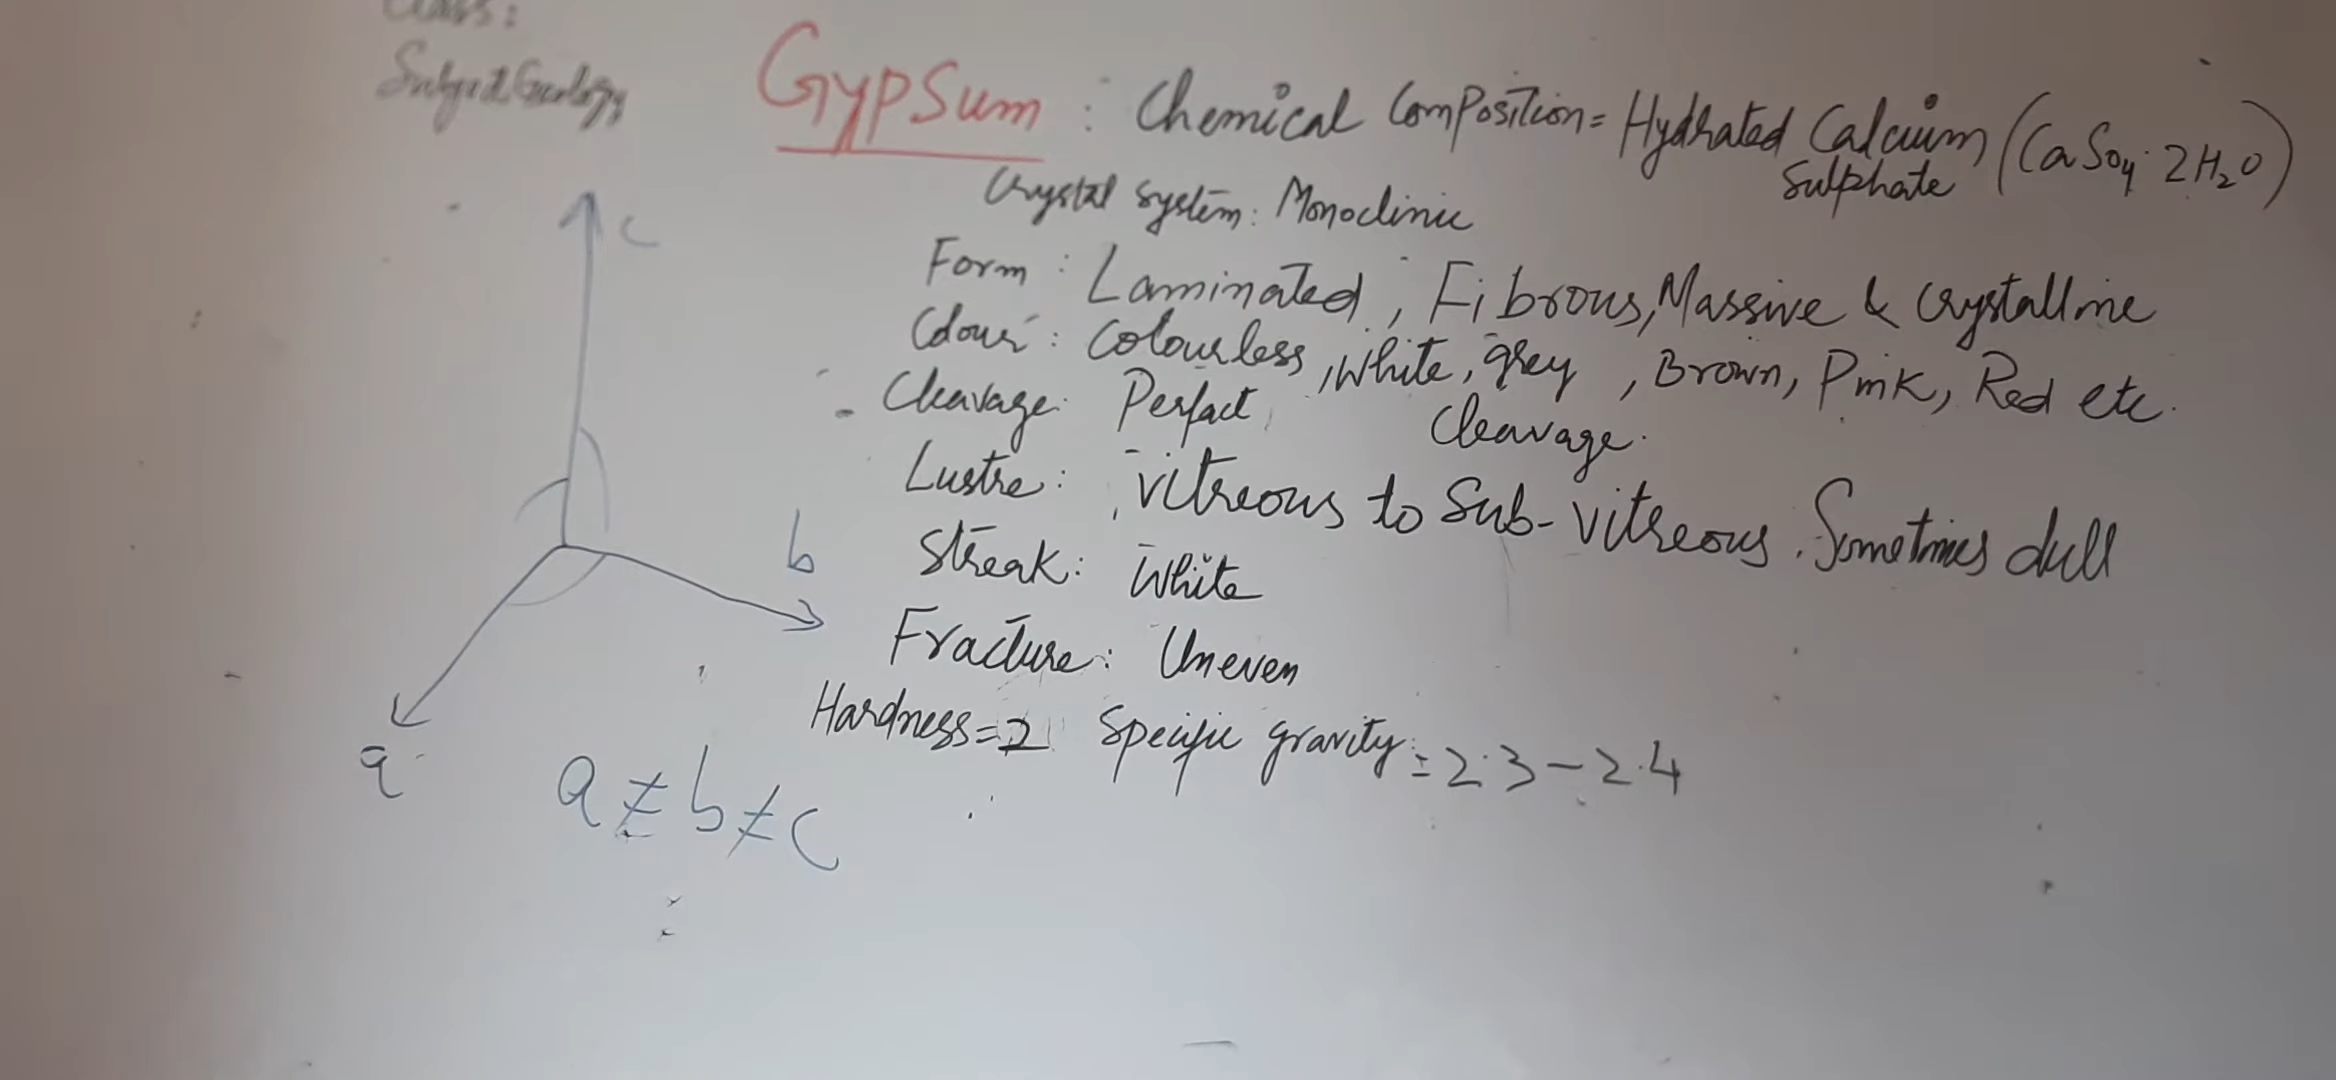 Class:
Subject Geology
Gypsum : Chemical Composition = Hydrated Calcium Sulphate (CaSo4.2H2O)
Crystal system: Monoclinic
Form : Laminated, Fibrous, Massive & Crystalline
Colour : Colourless, White, grey, Brown, Pink, Red etc.
Cleavage: Perfact Cleavage.
Lustre: Vitreous to Sub-vitreous. Sometimes dull
Streak: White
Fracture: Uneven
Hardness=2 Specific gravity = 2.3-2.4
c
b
a
a ≠ b ≠ c